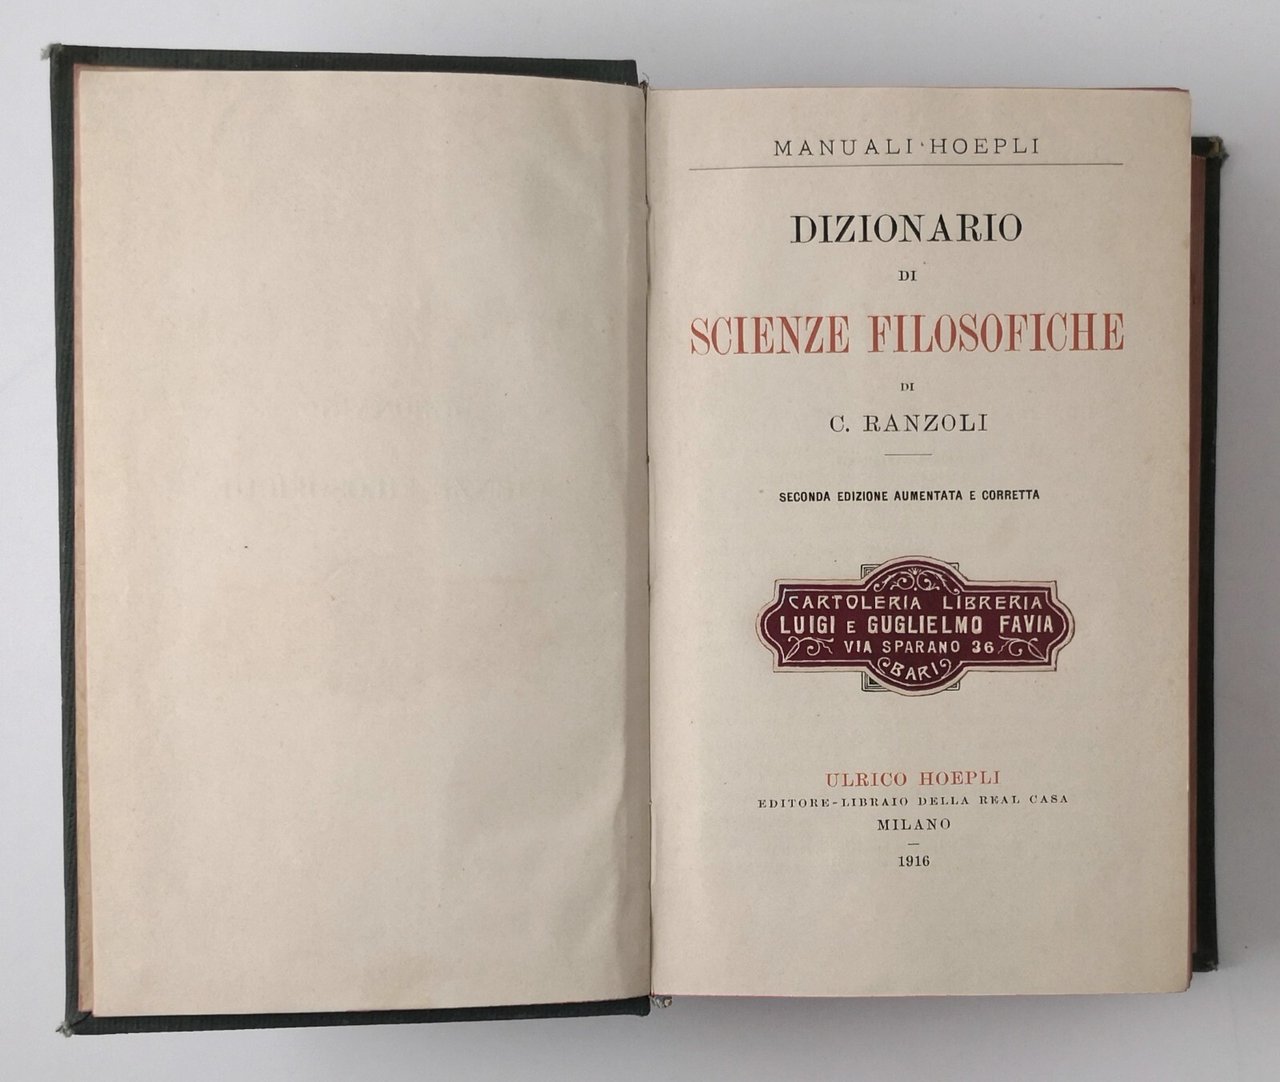 MANUALI HOEPLI
DIZIONARIO
DI
SCIENZE FILOSOFICHE
DI
C. RANZOLI
SECONDA EDIZIONE AUMENTATA E CORRETTA
CARTOLERIA LIBRERIA
LUIGI E GUGLIELMO FAVIA
VIA SPARANO 36
BARI
ULRICO HOEPLI
EDITORE-LIBRAIO DELLA REAL CASA
MILANO
1916